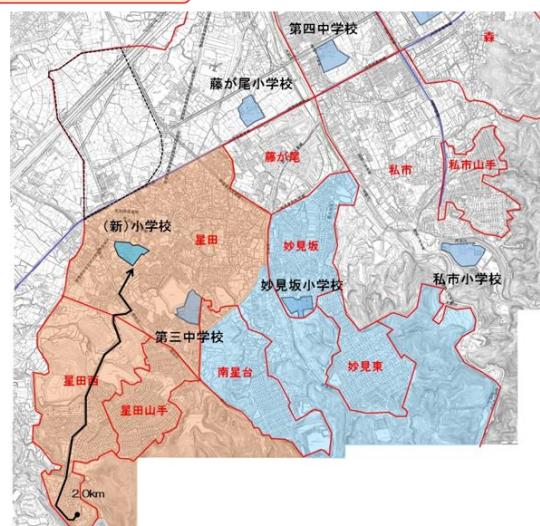 第四中学校
森
藤が尾小学校
藤が尾
私市
私市山手
(新)小学校
星田
妙見坂
妙見坂小学校
私市小学校
第三中学校
星田西
南星台
妙見東
星田山手
2.0km